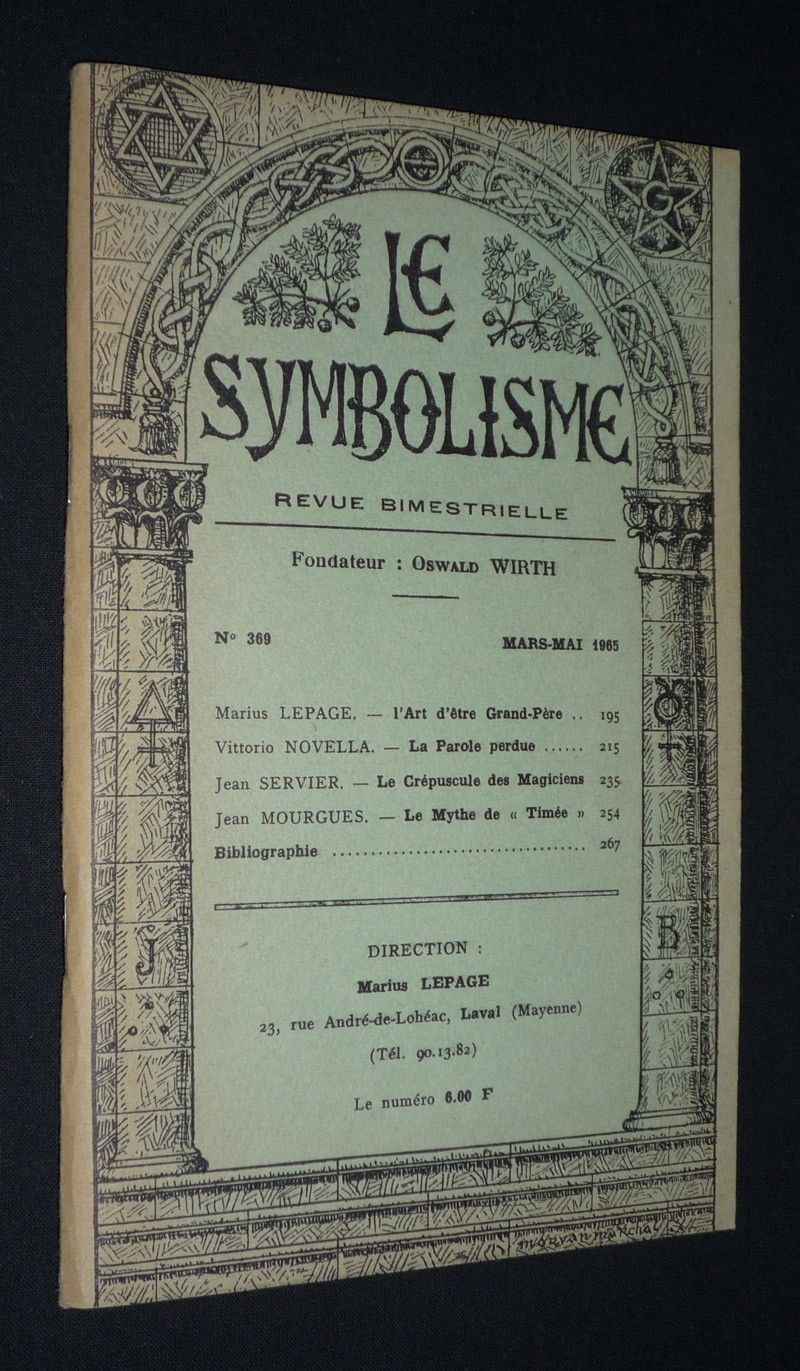 G
LE
SYMBOLISME
REVUE BIMESTRIELLE
Fondateur : OSWALD WIRTH
N° 369
MARS-MAI 1965
Marius LEPAGE. — l'Art d'être Grand-Père .. 195
Vittorio NOVELLA. — La Parole perdue ...... 215
Jean SERVIER. — Le Crépuscule des Magiciens 235
Jean MOURGUES. — Le Mythe de « Timée » 254
Bibliographie .................................. 267
J
B
DIRECTION :
Marius LEPAGE
23, rue André-de-Lohéac, Laval (Mayenne)
(Tél. 90.13.82)
Le numéro 6.00 F